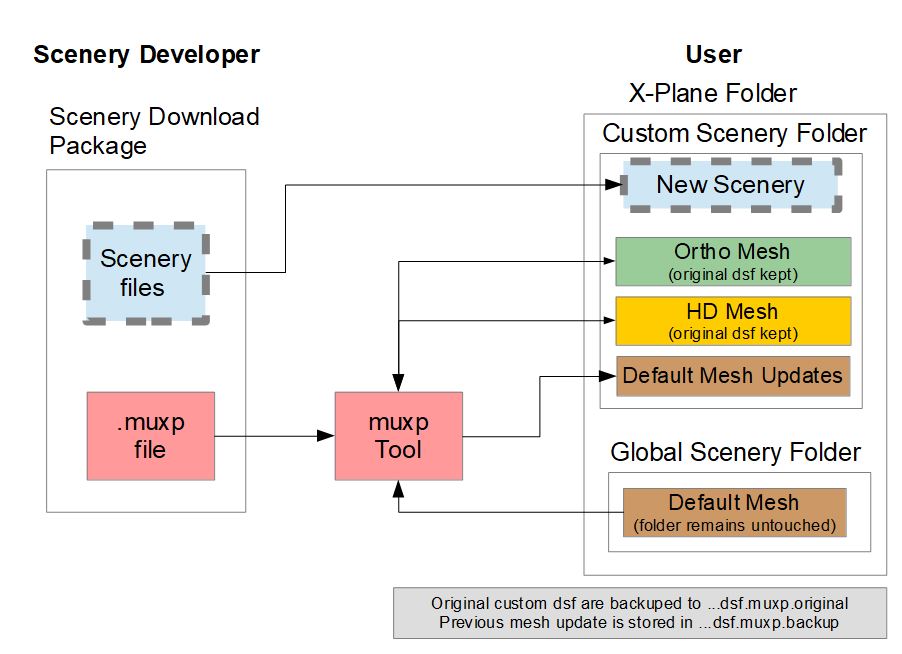 Scenery Developer
User
X-Plane Folder
Scenery Download
Package
Custom Scenery Folder
New Scenery
Scenery
files
Ortho Mesh
(original dsf kept)
HD Mesh
(original dsf kept)
Default Mesh Updates
.muxp
file
muxp
Tool
Global Scenery Folder
Default Mesh
(folder remains untouched)
Original custom dsf are backuped to ...dsf.muxp.original
Previous mesh update is stored in ...dsf.muxp.backup